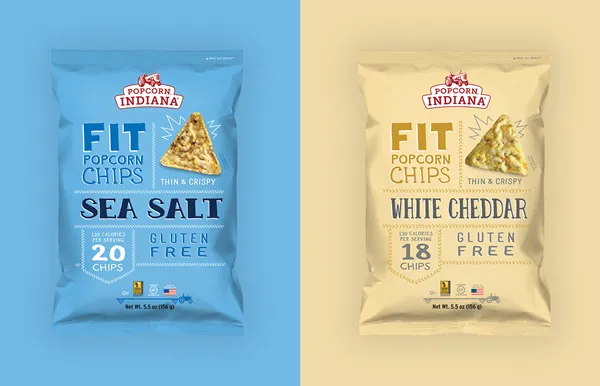 POPCORN
INDIANA
FIT
POPCORN
CHIPS
THIN & CRISPY
SEA SALT
120 CALORIES
PER SERVING
20
CHIPS
GLUTEN
FREE
Net Wt. 5.5 oz (156 g)
POPCORN
INDIANA
FIT
POPCORN
CHIPS
THIN & CRISPY
WHITE CHEDDAR
120 CALORIES
PER SERVING
18
CHIPS
GLUTEN
FREE
Net Wt. 5.5 oz (156 g)